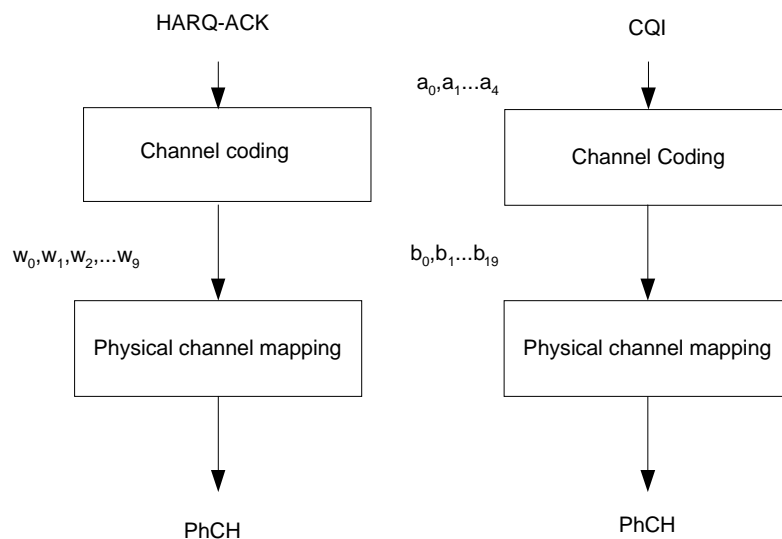 HARQ-ACK
Channel coding
w0,w1,w2,...w9
Physical channel mapping
PhCH
CQI
a0,a1...a4
Channel Coding
b0,b1...b19
Physical channel mapping
PhCH